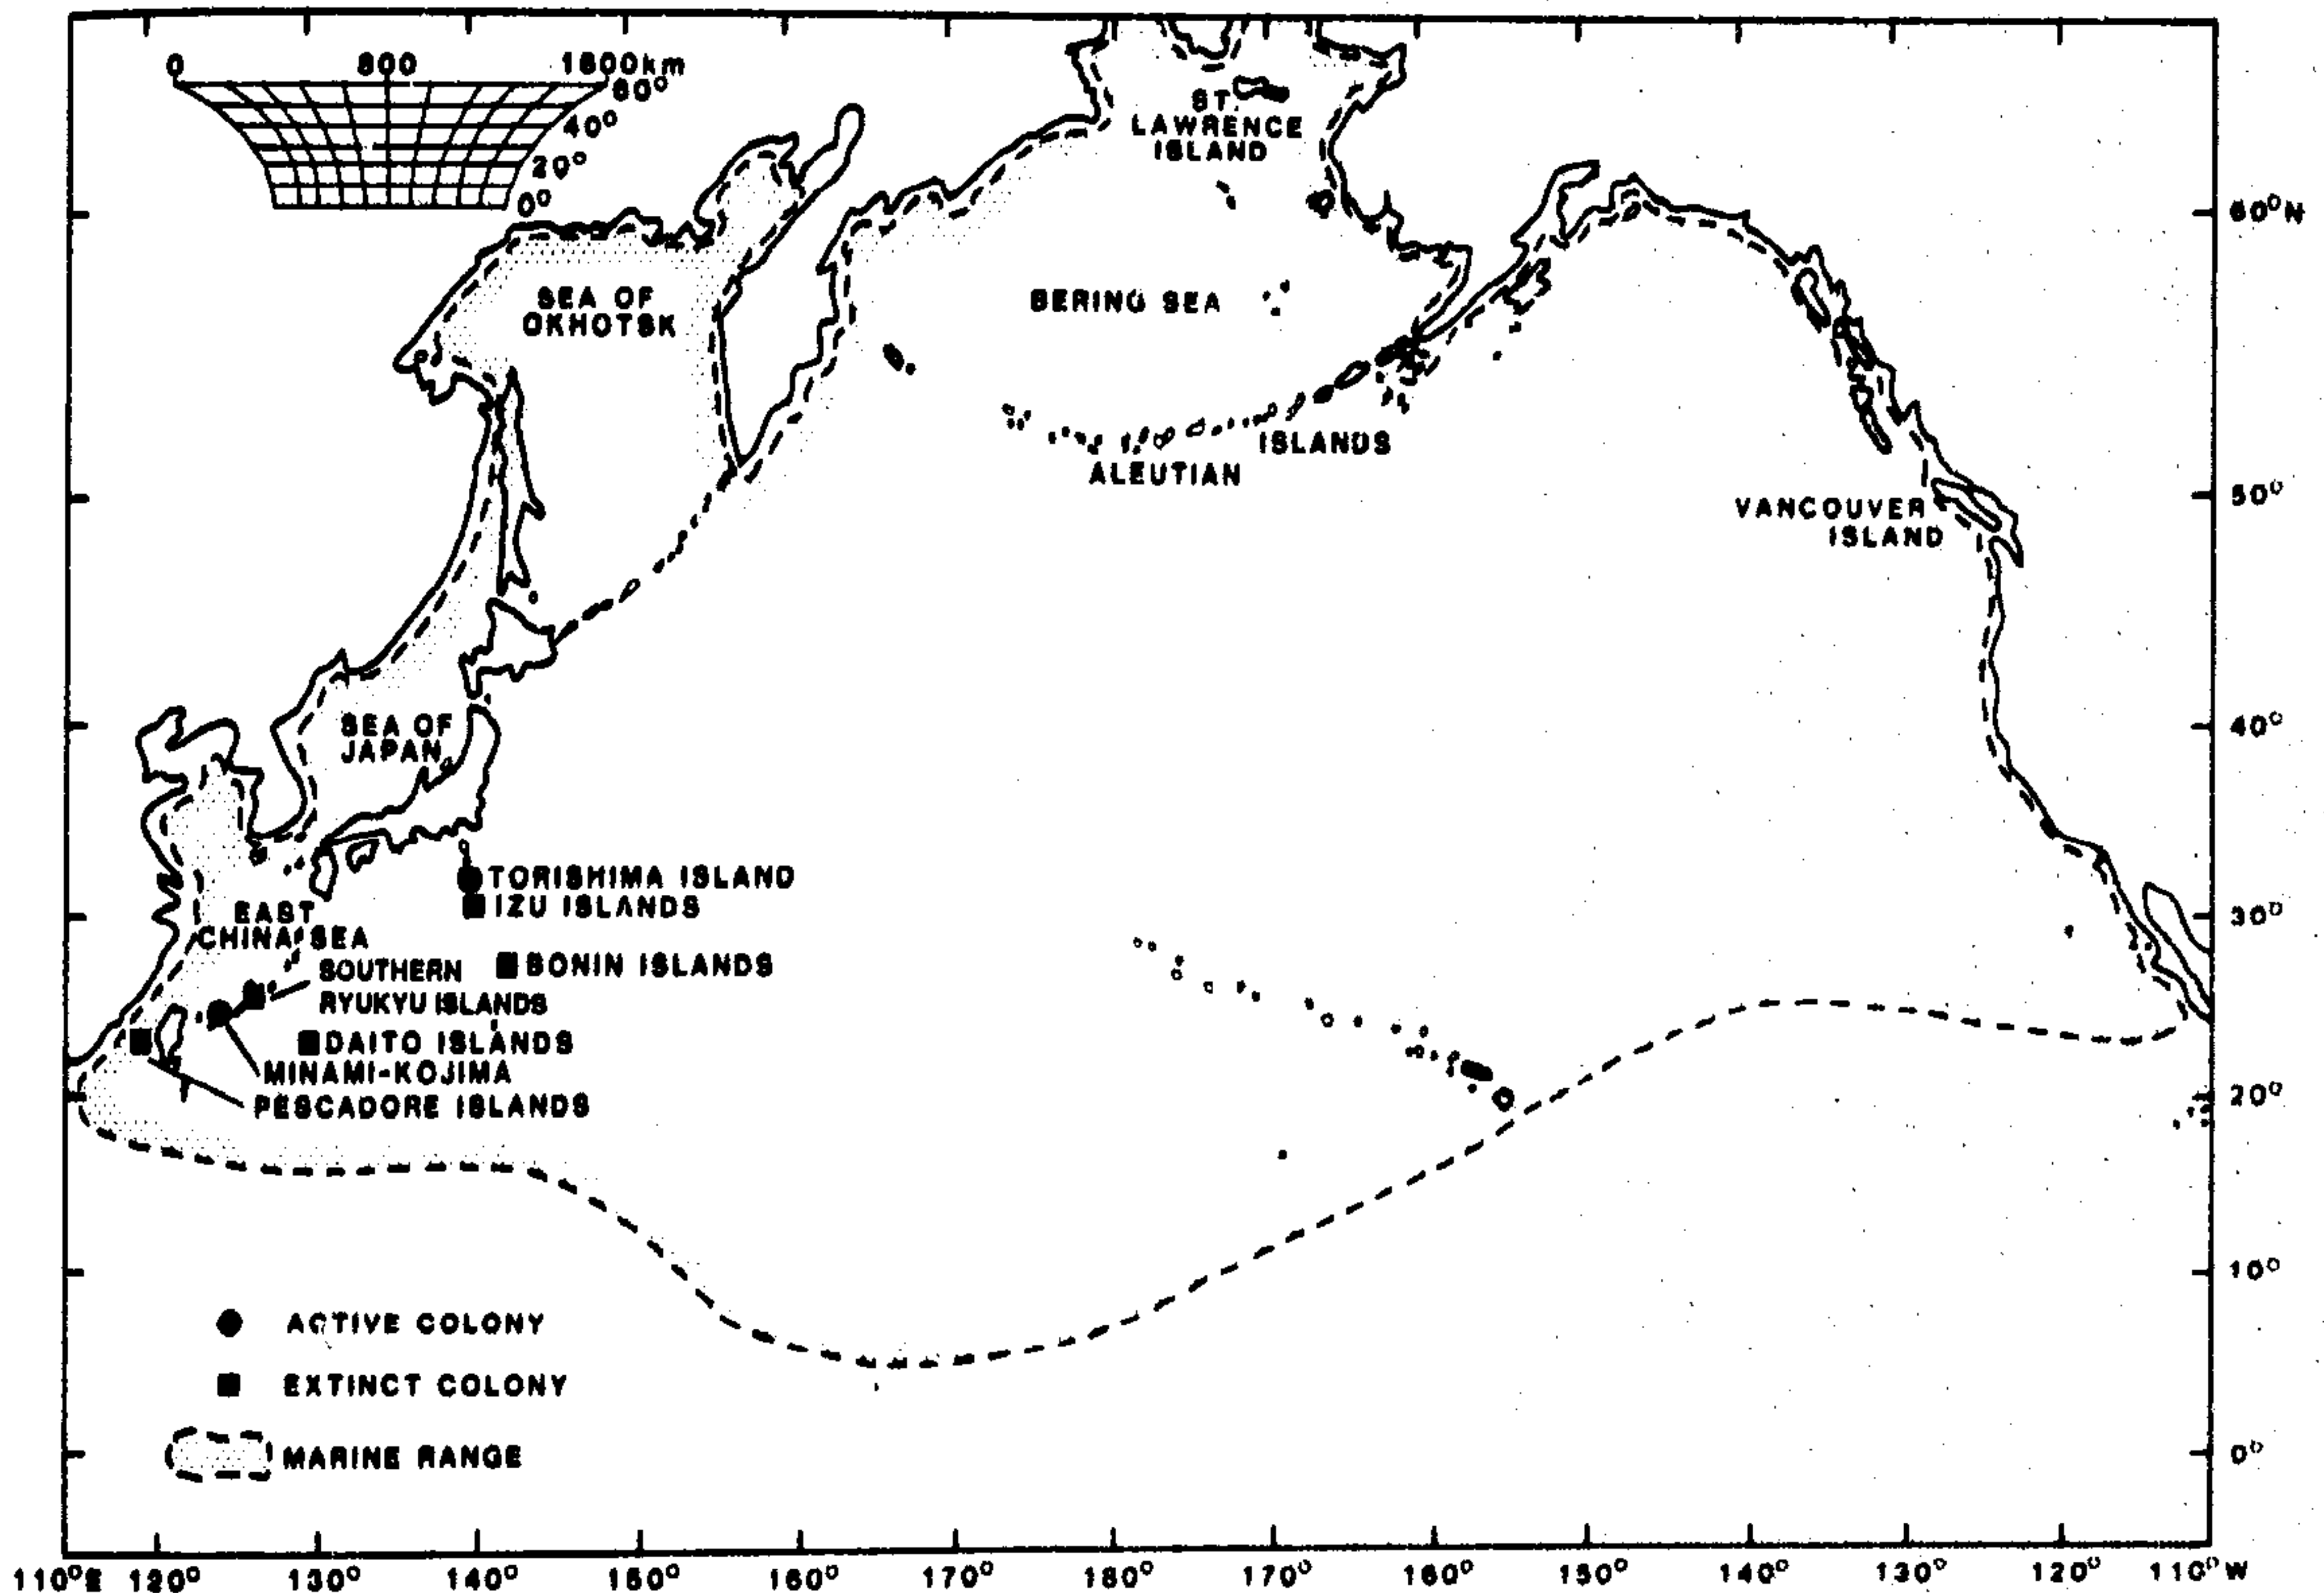 0 800 1600km
60°
40°
20°
0°
ST.
LAWRENCE
ISLAND
60°N
SEA OF
OKHOTSK
BERING SEA
ISLANDS
ALEUTIAN
50°
VANCOUVER
ISLAND
40°
SEA OF
JAPAN
TORISHIMA ISLAND
IZU ISLANDS
30°
EAST
CHINA SEA
BONIN ISLANDS
SOUTHERN
RYUKYU ISLANDS
DAITO ISLANDS
MINAMI-KOJIMA
PESCADORE ISLANDS
20°
10°
ACTIVE COLONY
EXTINCT COLONY
MARINE RANGE
0°
110°E 120° 130° 140° 150° 160° 170° 180° 170° 160° 150° 140° 130° 120° 110°W